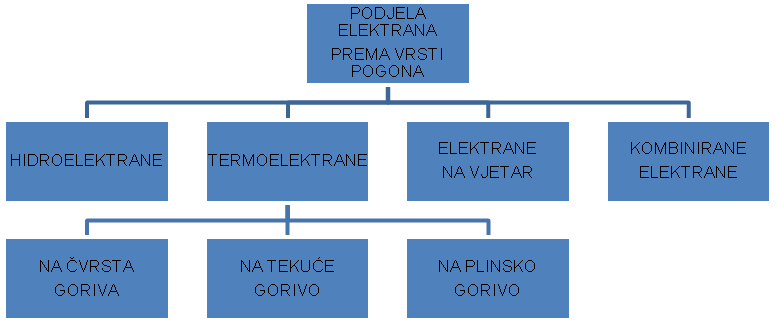 PODJELA
ELEKTRANA
PREMA VRSTI
POGONA
HIDROELEKTRANE
TERMOELEKTRANE
ELEKTRANE
NA VJETAR
KOMBINIRANE
ELEKTRANE
NA ČVRSTA
GORIVA
NA TEKUĆE
GORIVO
NA PLINSKO
GORIVO